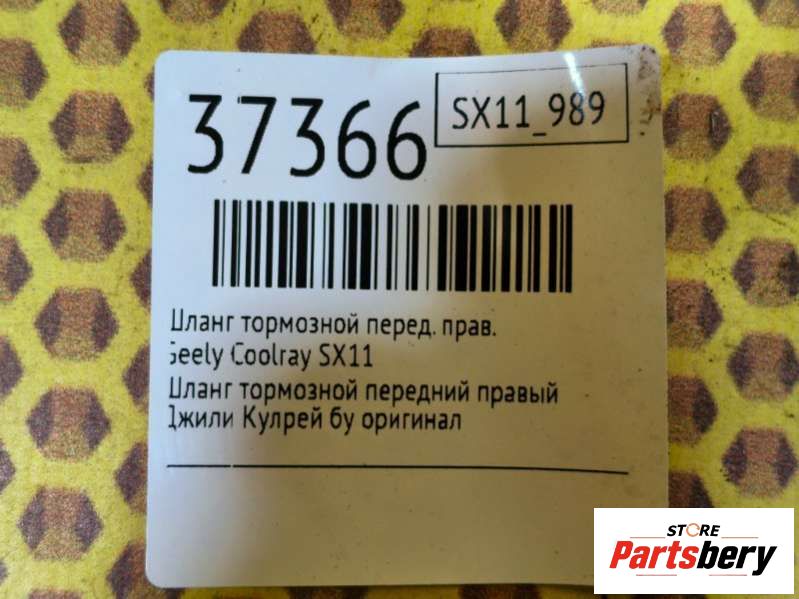 37366
SX11_989
Шланг тормозной перед. прав.
Geely Coolray SX11
Шланг тормозной передний правый
Джили Кулрей бу оригинал
STORE
Partsbery